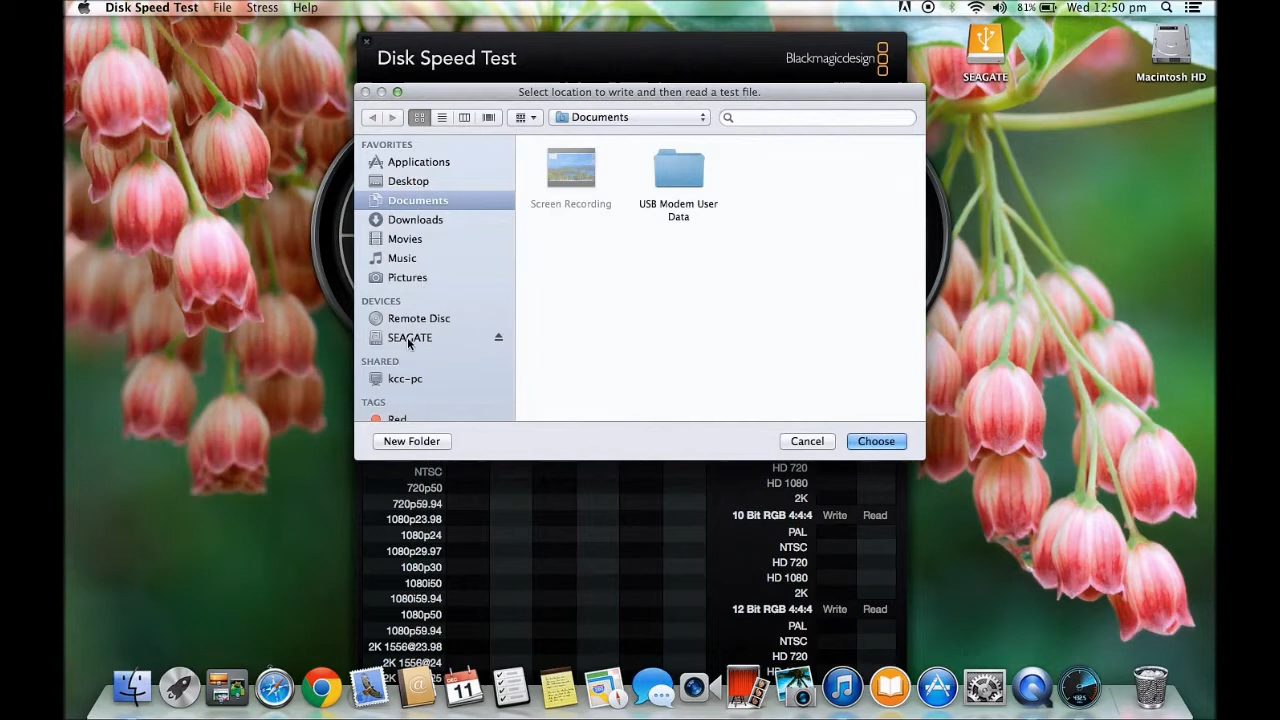 Disk Speed Test File Stress Help
81% Wed 12:50 pm
SEAGATE
Macintosh HD
Disk Speed Test
Blackmagicdesign
Select location to write and then read a test file.
Documents
FAVORITES
Applications
Desktop
Documents
Downloads
Movies
Music
Pictures
DEVICES
Remote Disc
SEAGATE
SHARED
kcc-pc
TAGS
Red
Screen Recording
USB Modem User
Data
New Folder
Cancel
Choose
NTSC
720p50
720p59.94
1080p23.98
1080p24
1080p29.97
1080p30
1080i50
1080i59.94
1080p50
1080p59.94
2K 1556@23.98
2K 1556@24
HD 720
HD 1080
2K
10 Bit RGB 4:4:4 Write Read
PAL
NTSC
HD 720
HD 1080
2K
12 Bit RGB 4:4:4 Write Read
PAL
NTSC
HD 720
DEC
11